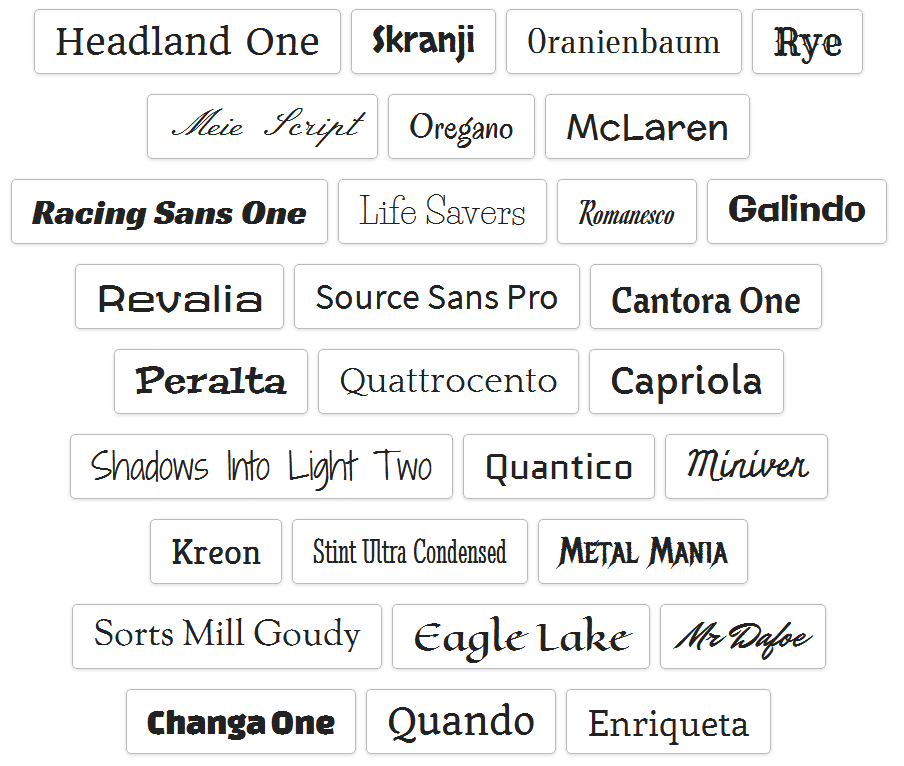 Headland One Skranji Oranienbaum Rye
Meie Script Oregano McLaren
Racing Sans One Life Savers Romanesco Galindo
Revalia Source Sans Pro Cantora One
Peralta Quattrocento Capriola
Shadows Into Light Two Quantico Miniver
Kreon Stint Ultra Condensed Metal Mania
Sorts Mill Goudy Eagle Lake Mr Dafoe
Changa One Quando Enriqueta